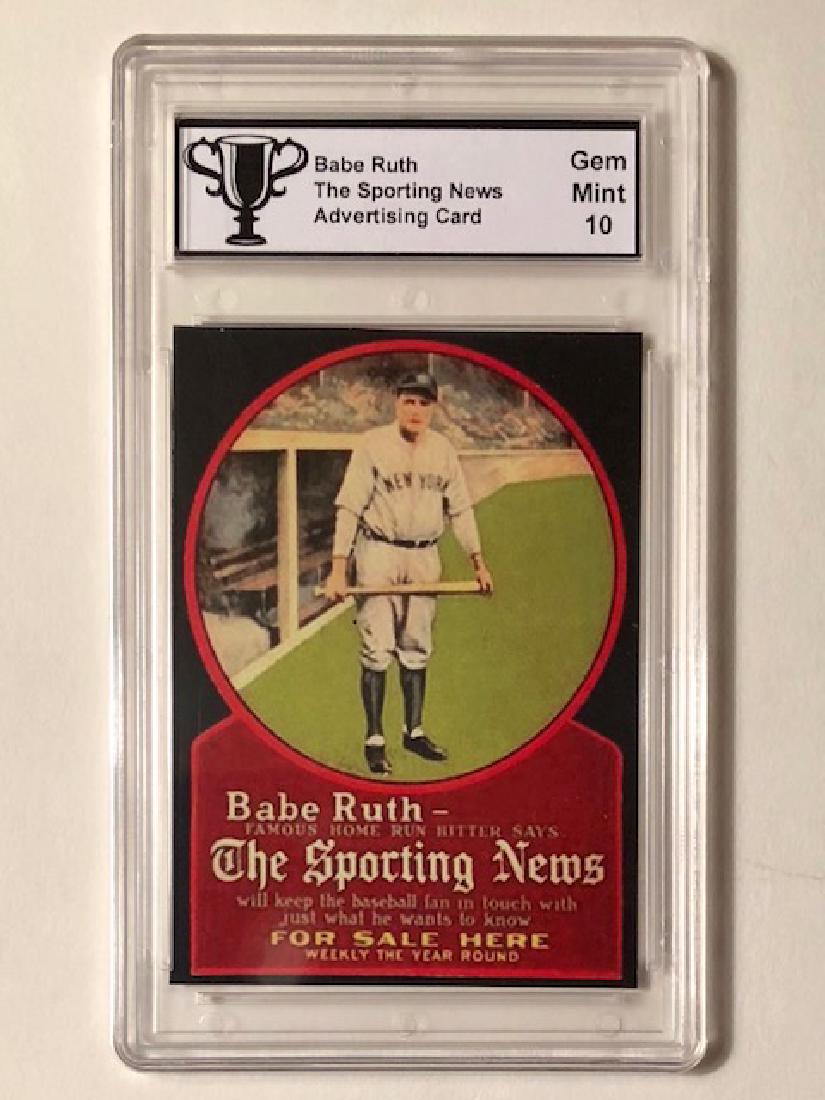 Babe Ruth
The Sporting News
Advertising Card
Gem
Mint
10
NEW YORK
Babe Ruth –
FAMOUS HOME RUN HITTER SAYS
The Sporting News
will keep the baseball fan in touch with
just what he wants to know
FOR SALE HERE
WEEKLY THE YEAR ROUND